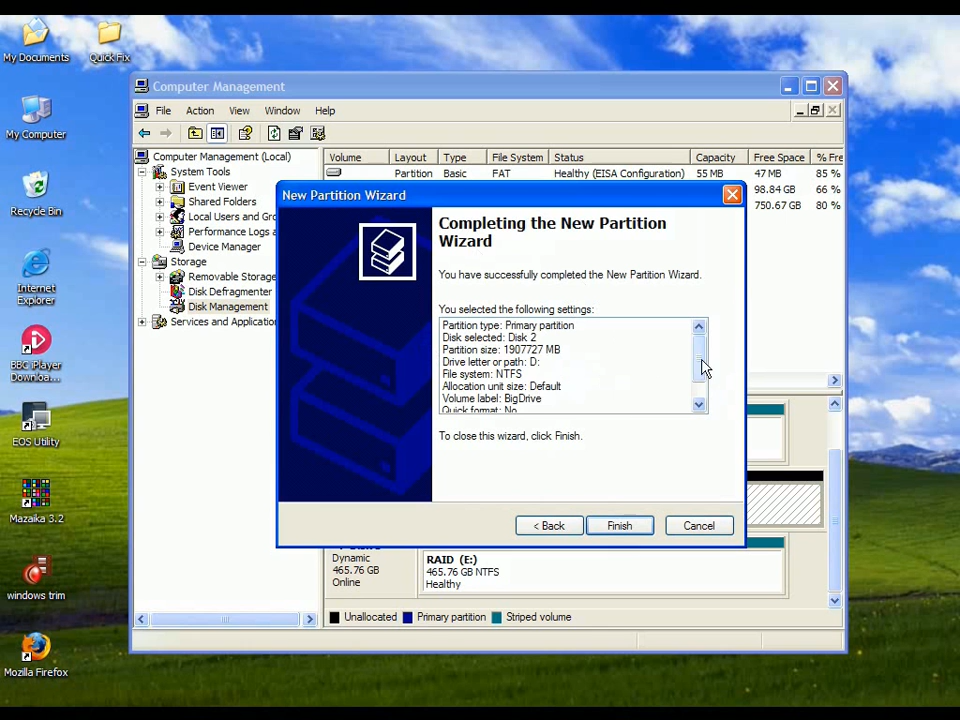 My Documents
Quick Fix
My Computer
Recycle Bin
Internet
Explorer
BBC iPlayer
Downloa...
EOS Utility
Mazaika 3.2
windows trim
Mozilla Firefox
Computer Management
File Action View Window Help
Computer Management (Local)
System Tools
Event Viewer
Shared Folders
Local Users and Gro
Performance Logs a
Device Manager
Storage
Removable Storage
Disk Defragmenter
Disk Management
Services and Applicatio
Volume Layout Type File System Status Capacity Free Space % Fre
Partition Basic FAT Healthy (EISA Configuration) 55 MB 47 MB 85 %
98.84 GB 66 %
750.67 GB 80 %
New Partition Wizard
Completing the New Partition
Wizard
You have successfully completed the New Partition Wizard.
You selected the following settings:
Partition type: Primary partition
Disk selected: Disk 2
Partition size: 1907727 MB
Drive letter or path: D:
File system: NTFS
Allocation unit size: Default
Volume label: BigDrive
Quick format: No
To close this wizard, click Finish.
< Back Finish Cancel
Dynamic
465.76 GB
Online
RAID (E:)
465.76 GB NTFS
Healthy
Unallocated Primary partition Striped volume